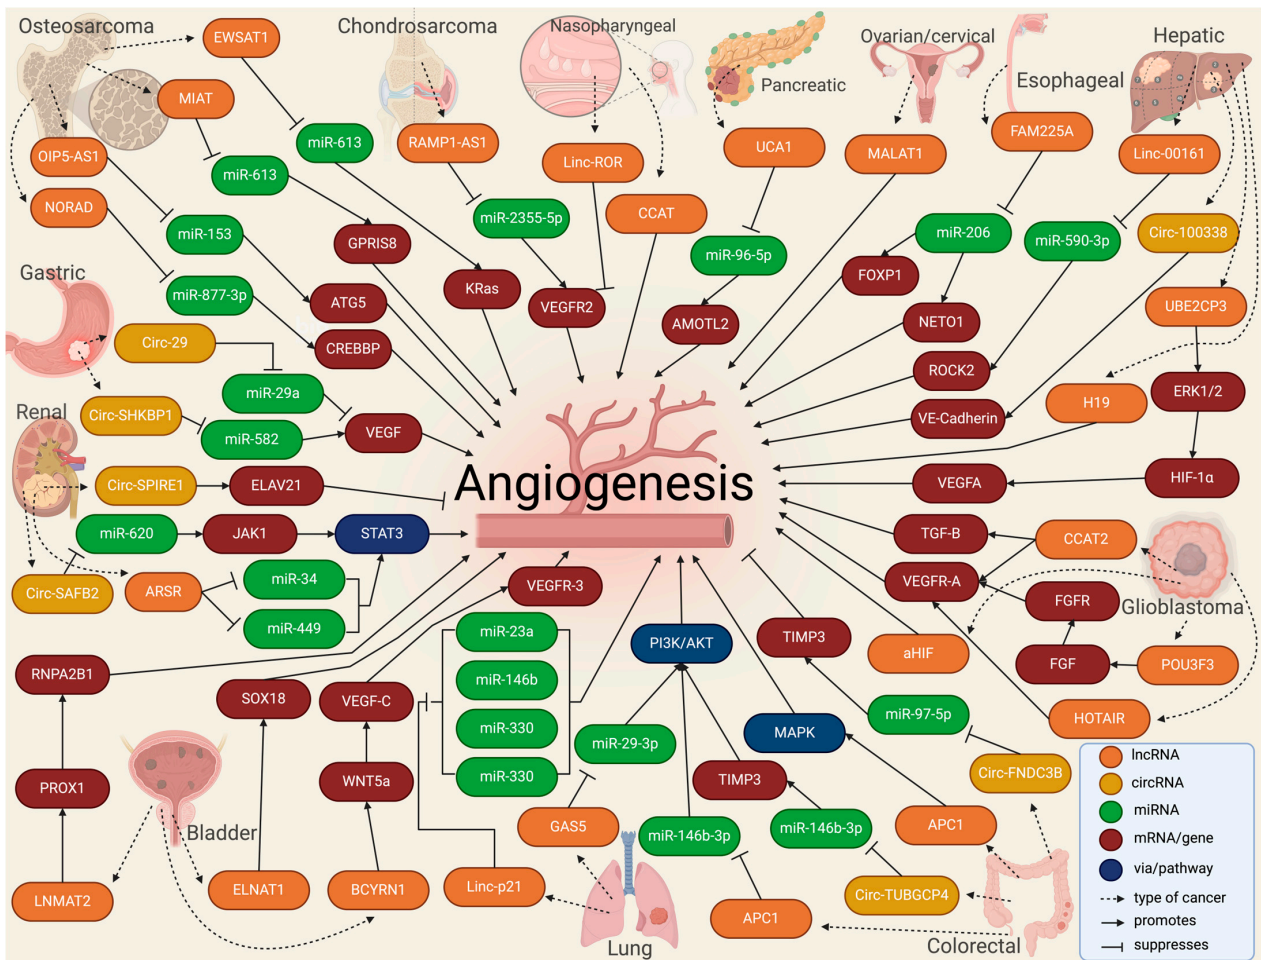 Osteosarcoma
EWSAT1
Chondrosarcoma
Nasopharyngeal
Pancreatic
Ovarian/cervical
Esophageal
Hepatic
MIAT
miR-613
RAMP1-AS1
Linc-ROR
UCA1
MALAT1
FAM225A
Linc-00161
OIP5-AS1
miR-613
NORAD
miR-153
GPRIS8
miR-2355-5p
CCAT
miR-96-5p
miR-206
miR-590-3p
Circ-100338
Gastric
miR-877-3p
ATG5
KRas
VEGFR2
AMOTL2
FOXP1
NETO1
UBE2CP3
Circ-29
CREBBP
miR-29a
ROCK2
ERK1/2
Renal
Circ-SHKBP1
miR-582
VEGF
VE-Cadherin
H19
Circ-SPIRE1
ELAV21
Angiogenesis
VEGFA
HIF-1α
miR-620
JAK1
STAT3
TGF-B
CCAT2
Circ-SAFB2
ARSR
miR-34
miR-449
VEGFR-3
VEGFR-A
FGFR
Glioblastoma
miR-23a
PI3K/AKT
TIMP3
aHIF
FGF
POU3F3
RNPA2B1
SOX18
VEGF-C
miR-146b
miR-330
miR-330
miR-29-3p
MAPK
miR-97-5p
HOTAIR
PROX1
WNT5a
TIMP3
Circ-FNDC3B
Bladder
GAS5
miR-146b-3p
miR-146b-3p
APC1
LNMAT2
ELNAT1
BCYRN1
Linc-p21
Lung
APC1
Circ-TUBGCP4
Colorectal
lncRNA
circRNA
miRNA
mRNA/gene
via/pathway
type of cancer
promotes
suppresses